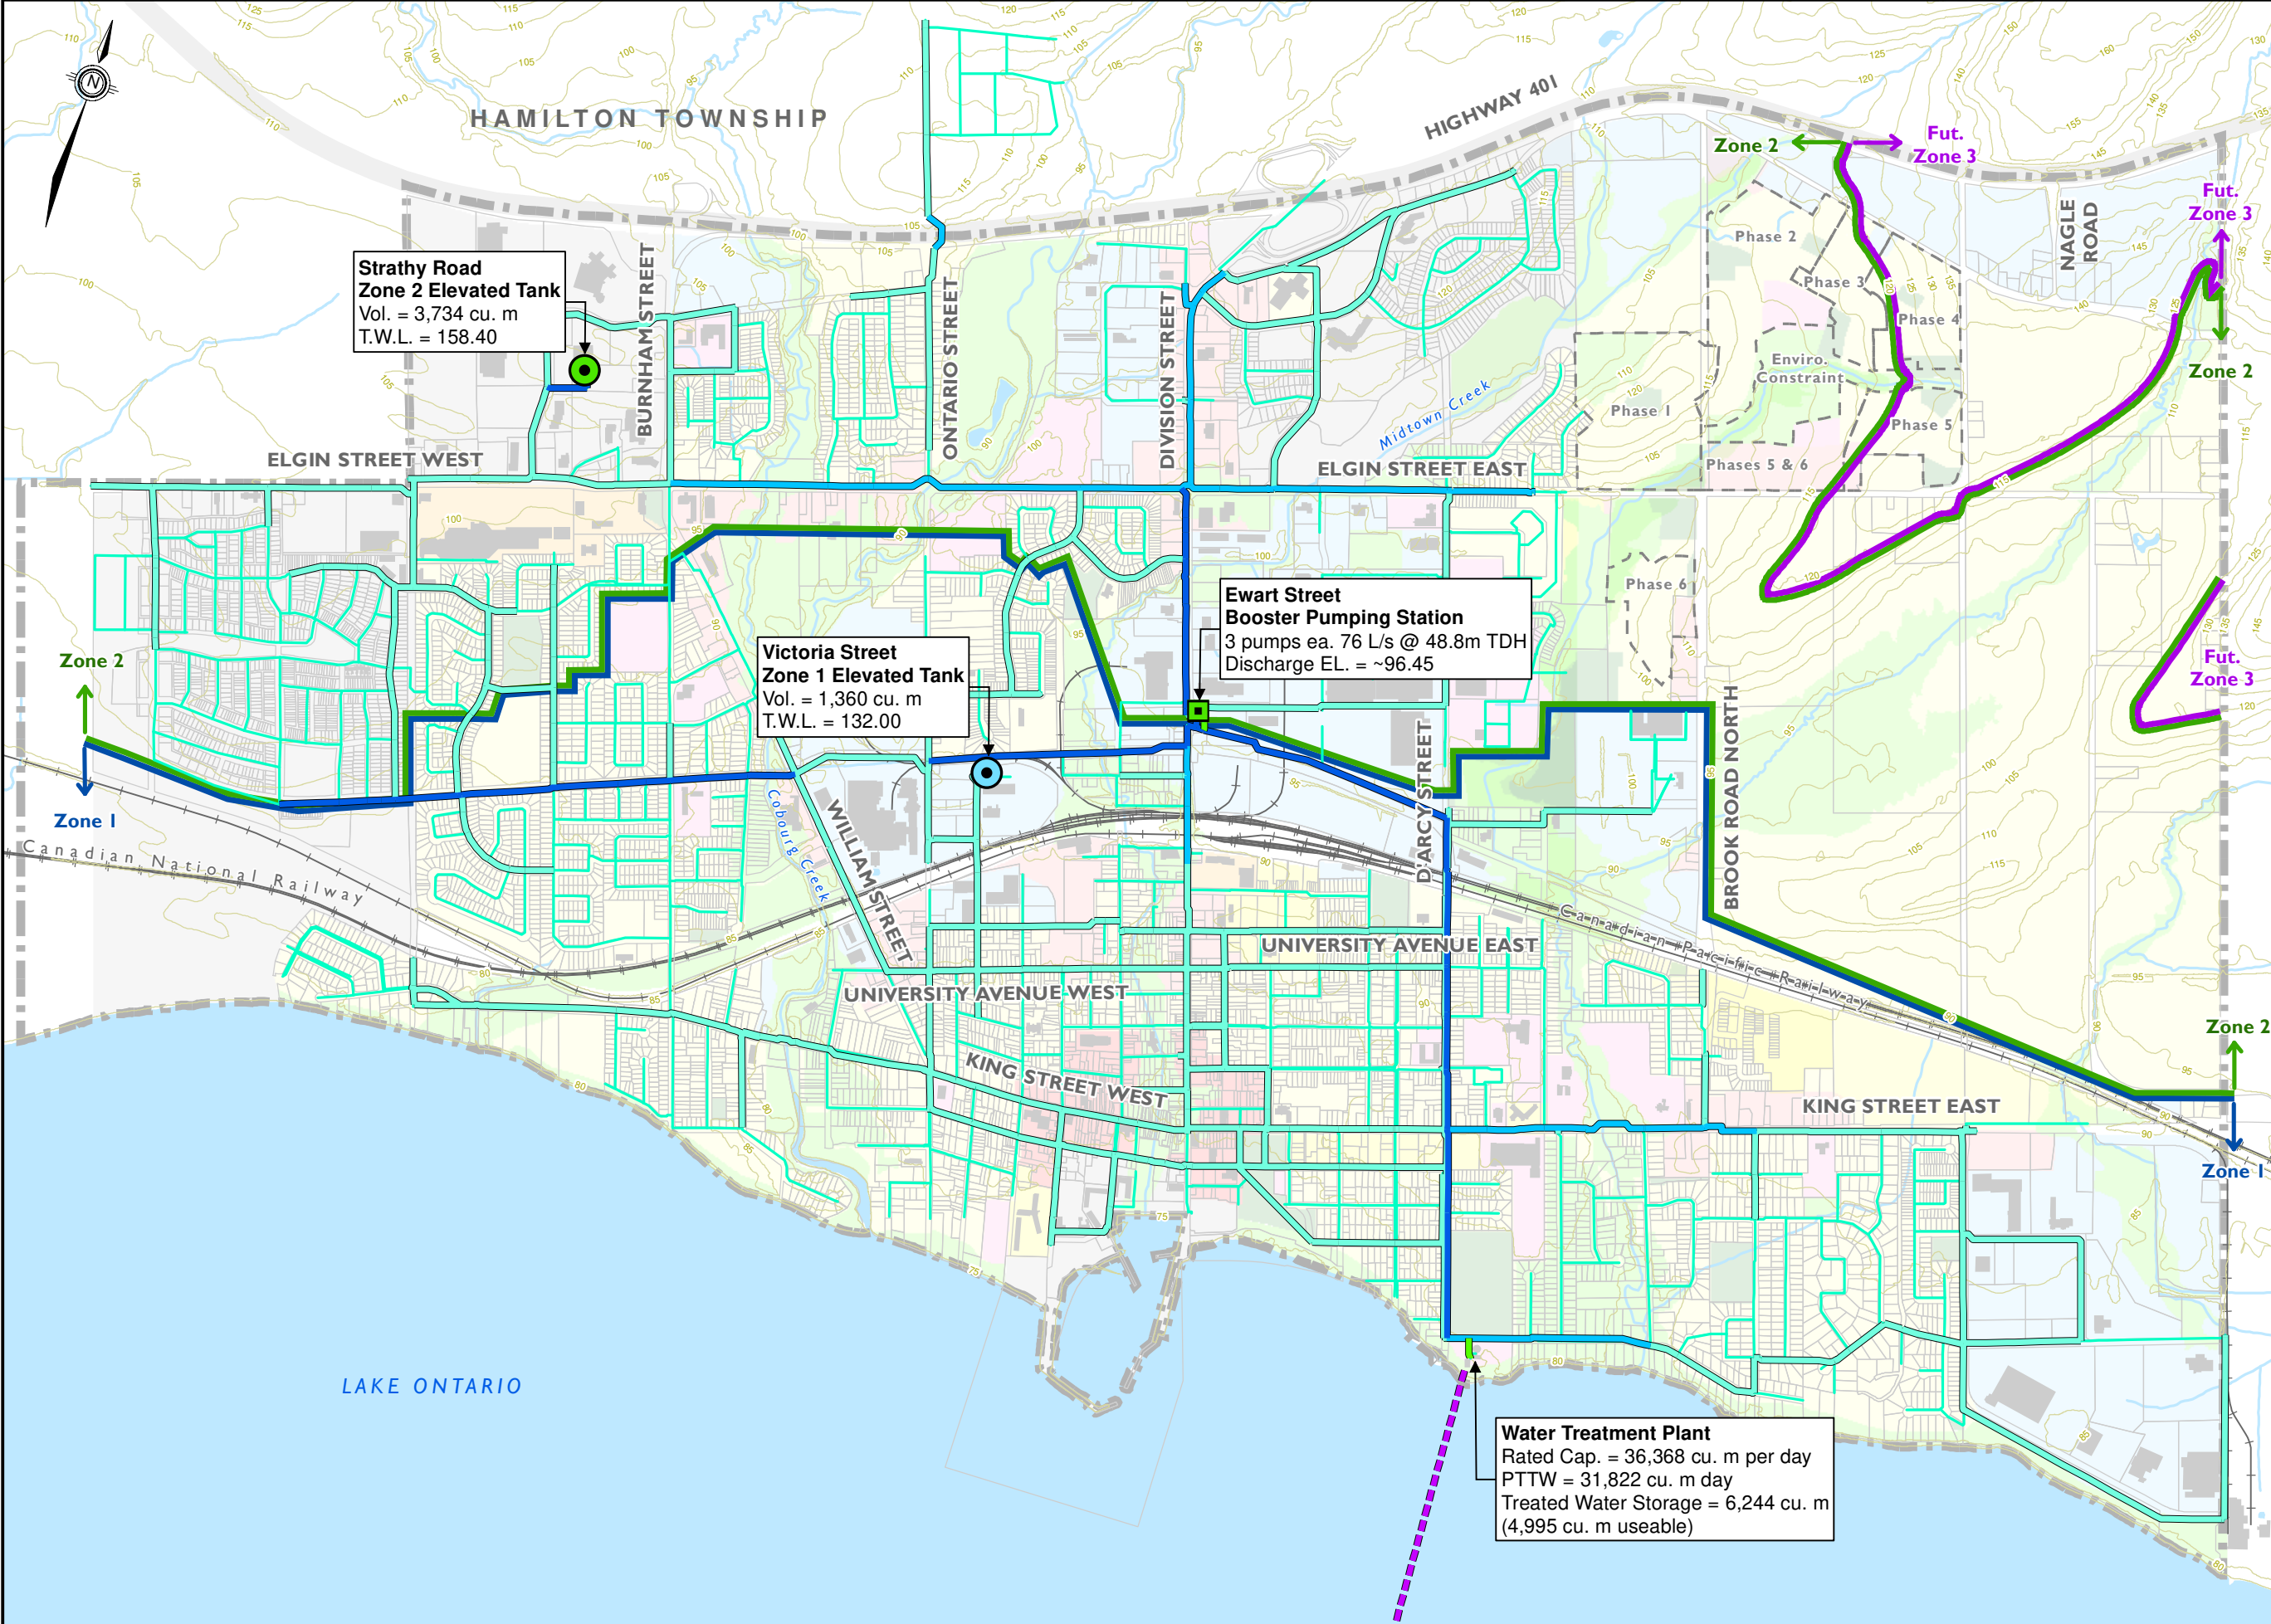 N
HAMILTON TOWNSHIP
HIGHWAY 401
Zone 2
Fut.
Zone 3
Fut.
Zone 3
NAGLE
ROAD
Zone 2
Phase 2
Phase 3
Phase 4
Enviro.
Constraint
Phase 1
Phase 5
Phases 5 & 6
Phase 6
Strathy Road
Zone 2 Elevated Tank
Vol. = 3,734 cu. m
T.W.L. = 158.40
BURNHAM STREET
ONTARIO STREET
DIVISION STREET
Midtown Creek
ELGIN STREET WEST
ELGIN STREET EAST
Ewart Street
Booster Pumping Station
3 pumps ea. 76 L/s @ 48.8m TDH
Discharge EL. = ~96.45
Victoria Street
Zone 1 Elevated Tank
Vol. = 1,360 cu. m
T.W.L. = 132.00
Zone 2
Zone 1
Fut.
Zone 3
Canadian National Railway
Cobourg Creek
WILLIAM STREET
D'ARCY STREET
BROOK ROAD NORTH
Canadian Pacific Railway
UNIVERSITY AVENUE EAST
UNIVERSITY AVENUE WEST
KING STREET WEST
KING STREET EAST
Zone 2
Zone 1
LAKE ONTARIO
Water Treatment Plant
Rated Cap. = 36,368 cu. m per day
PTTW = 31,822 cu. m day
Treated Water Storage = 6,244 cu. m
(4,995 cu. m useable)